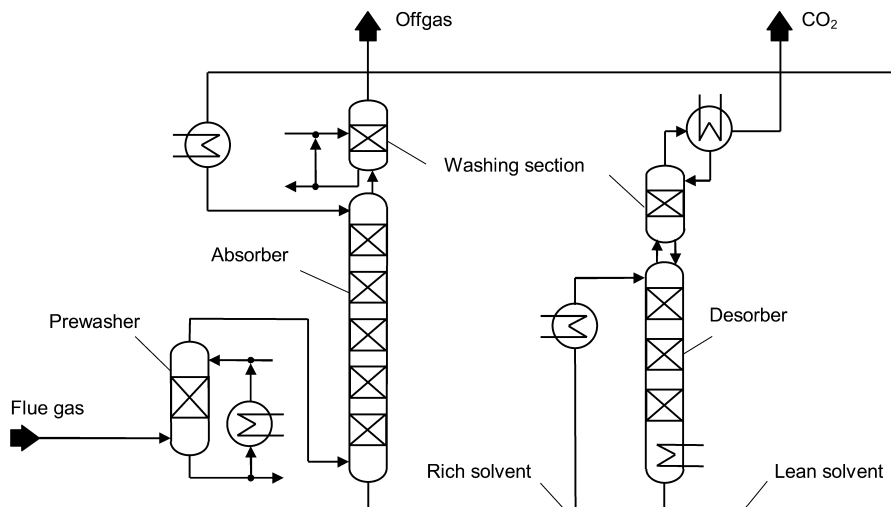 Offgas
CO₂
Washing section
Absorber
Prewasher
Desorber
Flue gas
Rich solvent
Lean solvent